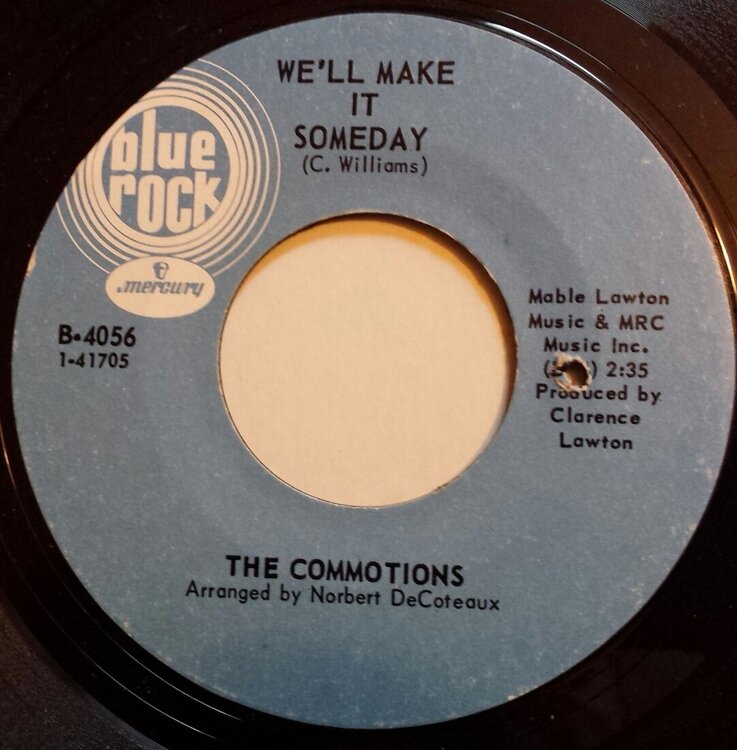 WE'LL MAKE
IT
SOMEDAY
(C. Williams)
blue
rock
mercury
B-4056
1-41705
Mable Lawton
Music & MRC
Music Inc.
2:35
Produced by
Clarence
Lawton
THE COMMOTIONS
Arranged by Norbert DeCoteaux